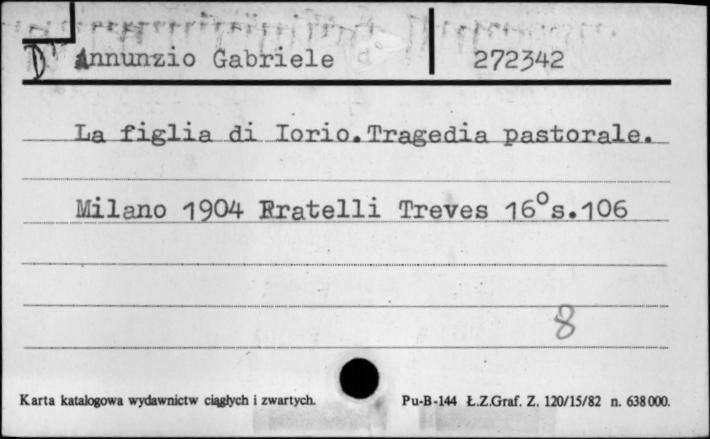 D'Annunzio Gabriele 272342
La figlia di Iorio.Tragedia pastorale.
Milano 1904 Fratelli Treves 16°s.106
8
Karta katalogowa wydawnictw ciągłych i zwartych. Pu-B-144 Ł.Z.Graf. Z. 120/15/82 n. 638000.